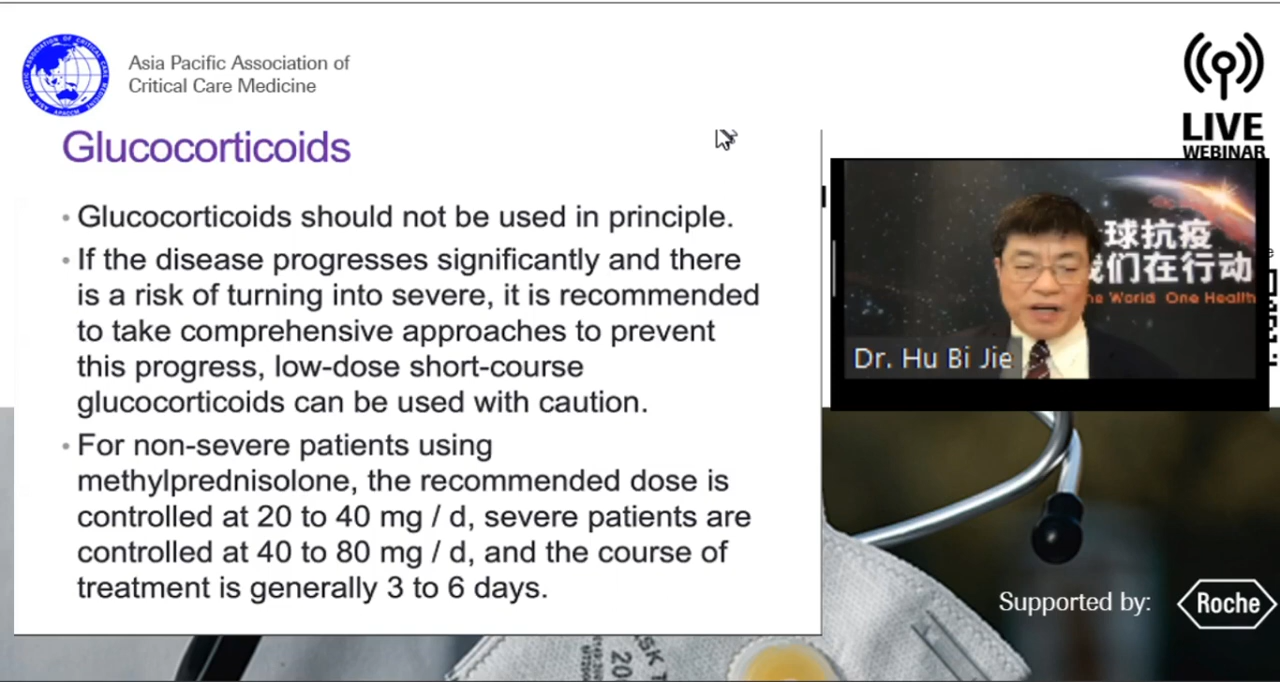 Asia Pacific Association of
Critical Care Medicine
LIVE
WEBINAR
Glucocorticoids
• Glucocorticoids should not be used in principle.
• If the disease progresses significantly and there
is a risk of turning into severe, it is recommended
to take comprehensive approaches to prevent
this progress, low-dose short-course
glucocorticoids can be used with caution.
• For non-severe patients using
methylprednisolone, the recommended dose is
controlled at 20 to 40 mg / d, severe patients are
controlled at 40 to 80 mg / d, and the course of
treatment is generally 3 to 6 days.
球抗疫
我们在行动
World One Health
Dr. Hu Bi Jie
Supported by:
Roche